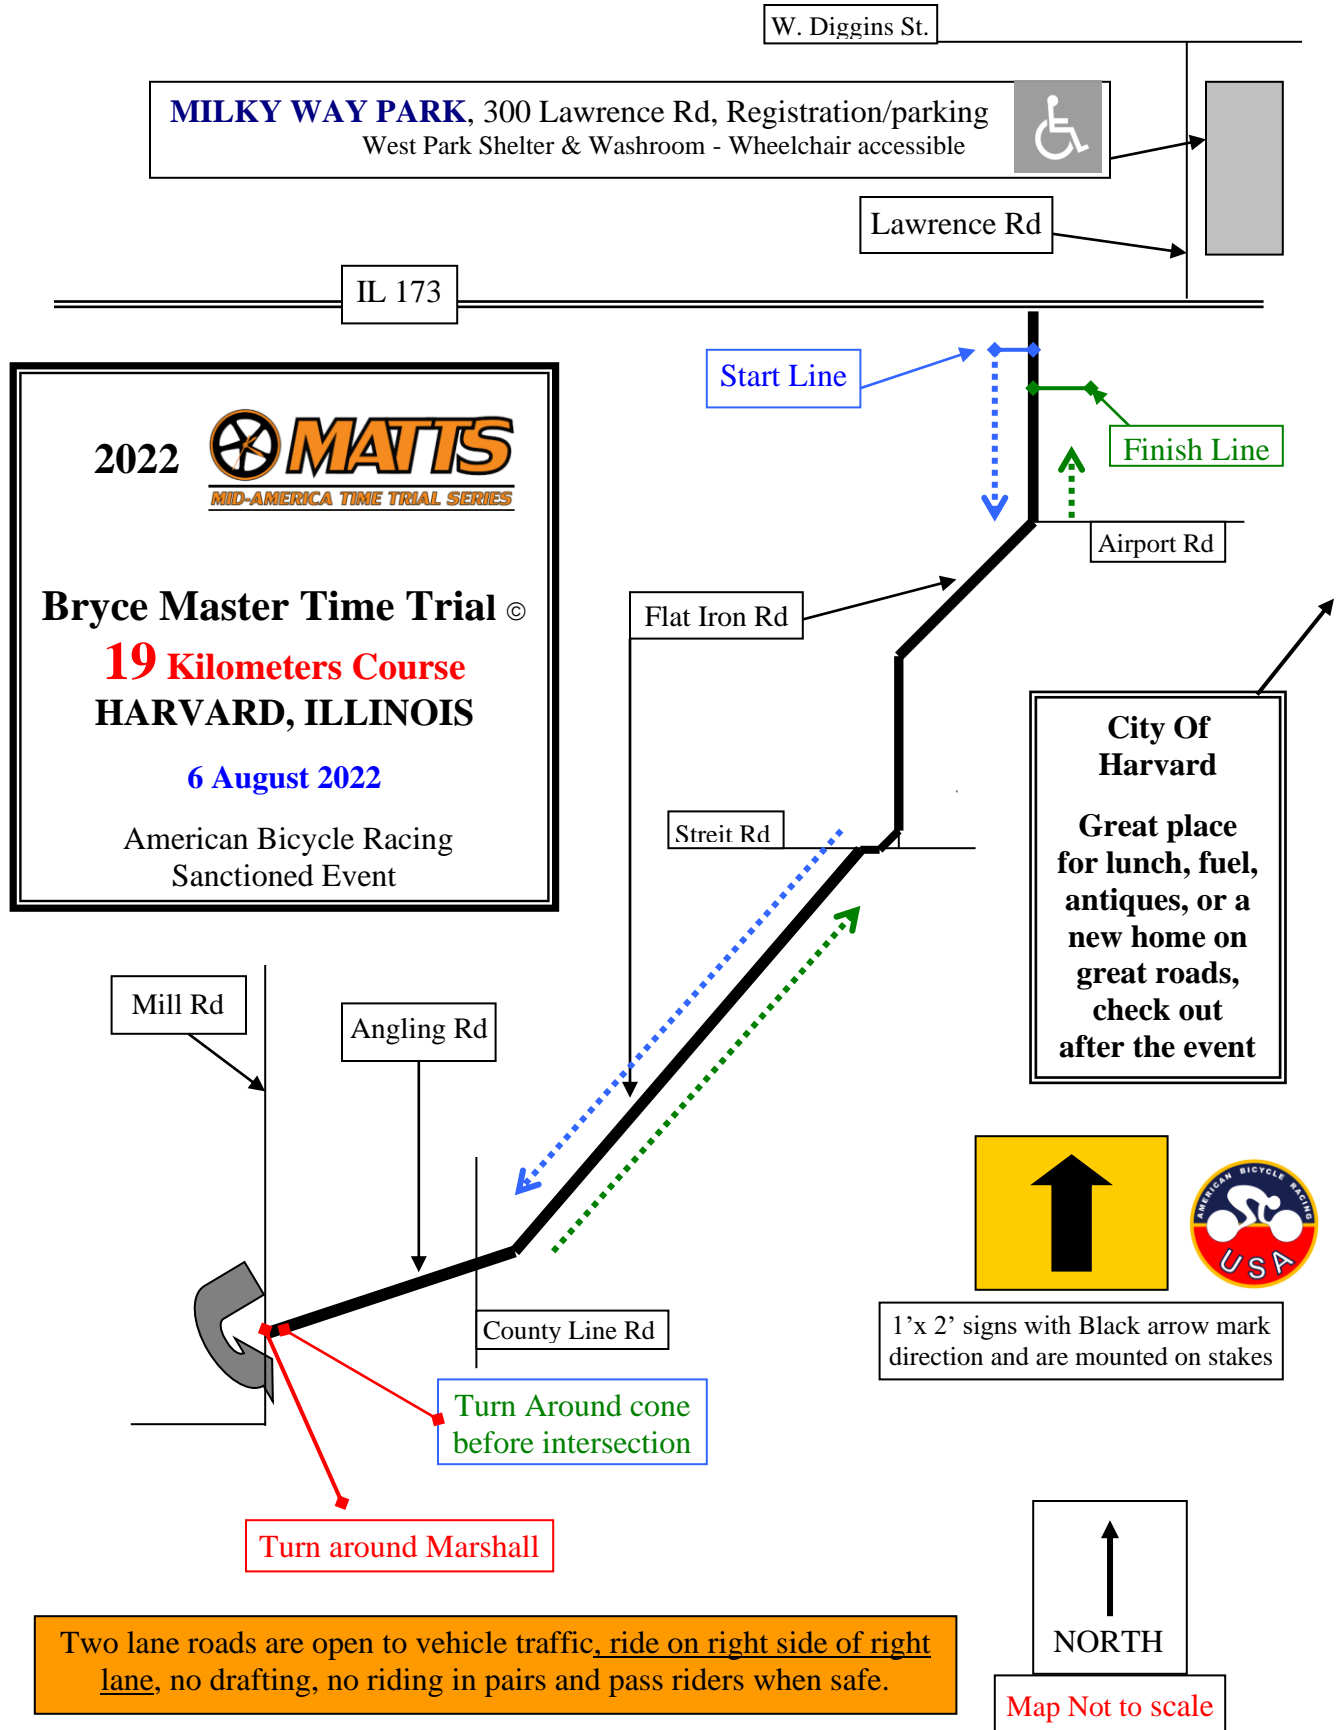 W. Diggins St.
MILKY WAY PARK, 300 Lawrence Rd, Registration/parking
West Park Shelter & Washroom - Wheelchair accessible
Lawrence Rd
IL 173
Start Line
Finish Line
2022 MATTS
MID-AMERICA TIME TRIAL SERIES
Bryce Master Time Trial ©
19 Kilometers Course
HARVARD, ILLINOIS
6 August 2022
American Bicycle Racing
Sanctioned Event
Airport Rd
Flat Iron Rd
City Of
Harvard
Great place
for lunch, fuel,
antiques, or a
new home on
great roads,
check out
after the event
Streit Rd
Mill Rd
Angling Rd
AMERICAN BICYCLE RACING
USA
County Line Rd
1’x 2’ signs with Black arrow mark
direction and are mounted on stakes
Turn Around cone
before intersection
Turn around Marshall
Two lane roads are open to vehicle traffic, ride on right side of right
lane, no drafting, no riding in pairs and pass riders when safe.
NORTH
Map Not to scale